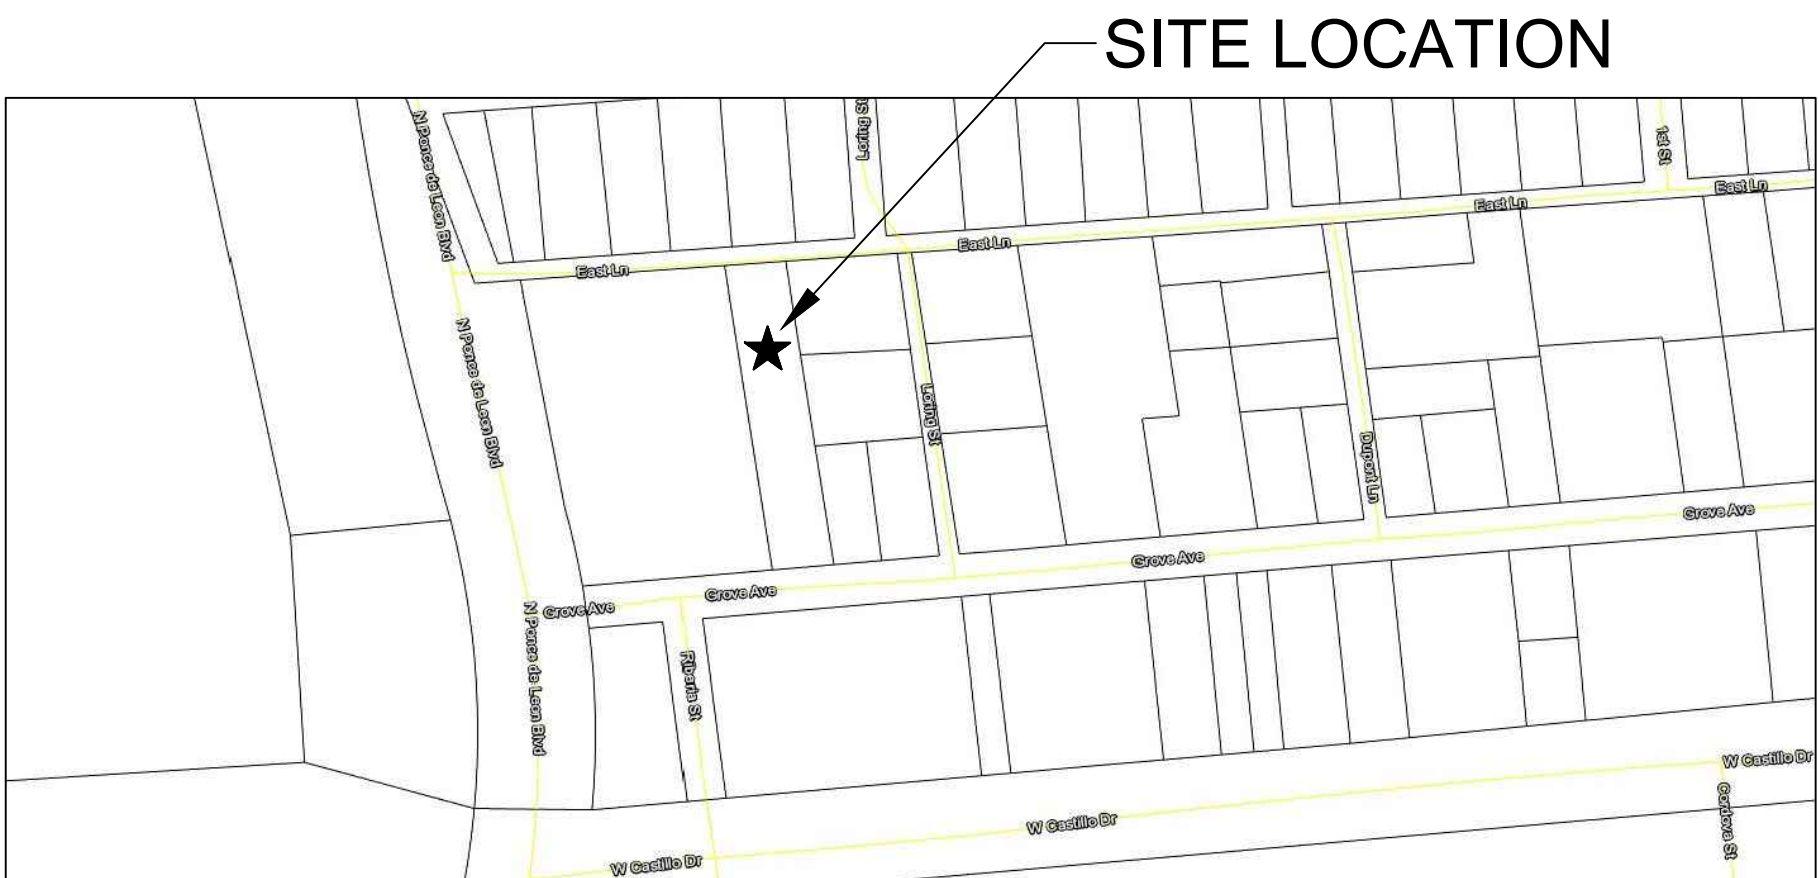 SITE LOCATION
N Ponce de Leon Blvd
Loring St
1st St
East Ln
East Ln
East Ln
East Ln
N Ponce de Leon Blvd
Loring St
Dupont Ln
Grove Ave
Grove Ave
Grove Ave
Grove Ave
N Ponce de Leon Blvd
Riberia St
W Castillo Dr
W Castillo Dr
W Castillo Dr
Cordova St